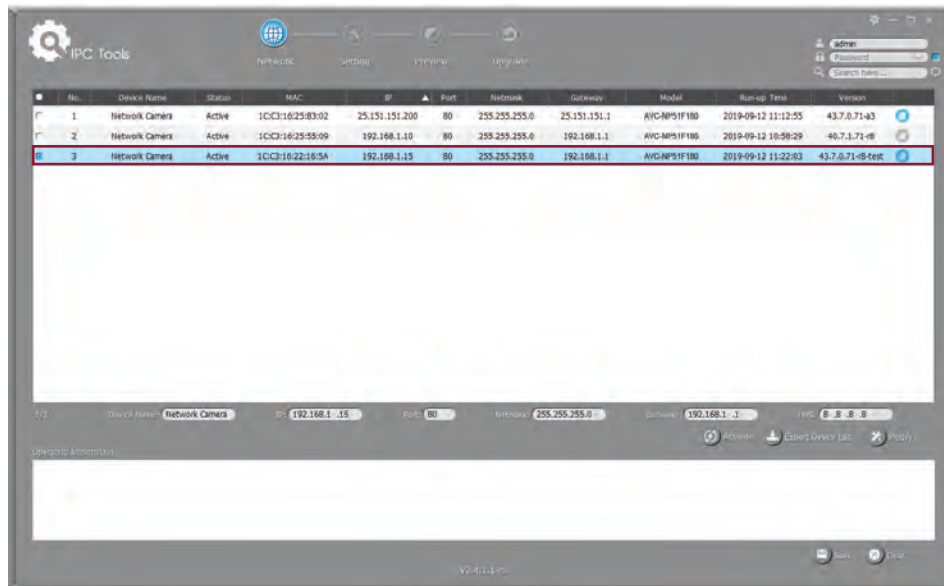 IPC Tools
Network Setting Preview Upgrade
admin
Password
Search here...
No. Device Name Status MAC IP Port Netmask Gateway Model Run-up Time Version
1 Network Camera Active 1C:C3:16:25:83:02 25.151.151.200 80 255.255.255.0 25.151.151.1 AVC-NP51F180 2019-09-12 11:12:55 43.7.0.71-a3
2 Network Camera Active 1C:C3:16:25:55:09 192.168.1.10 80 255.255.255.0 192.168.1.1 AVC-NP51F180 2019-09-12 10:58:29 40.7.1.71-r8
3 Network Camera Active 1C:C3:16:22:16:5A 192.168.1.15 80 255.255.255.0 192.168.1.1 AVC-NP51F180 2019-09-12 11:22:03 43.7.0.71-r8-test
1/3 Device Name: Network Camera IP: 192.168.1 .15 Port: 80 Netmask: 255.255.255.0 Gateway: 192.168.1 .1 8 .8 .8 .8
Activate Export Device List Modify
Operating Information
Save Clear